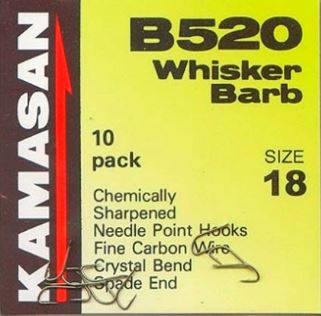 KAMASAN
B520
Whisker
Barb
10
pack
SIZE
18
Chemically
Sharpened
Needle Point Hooks
Fine Carbon Wire
Crystal Bend
Spade End